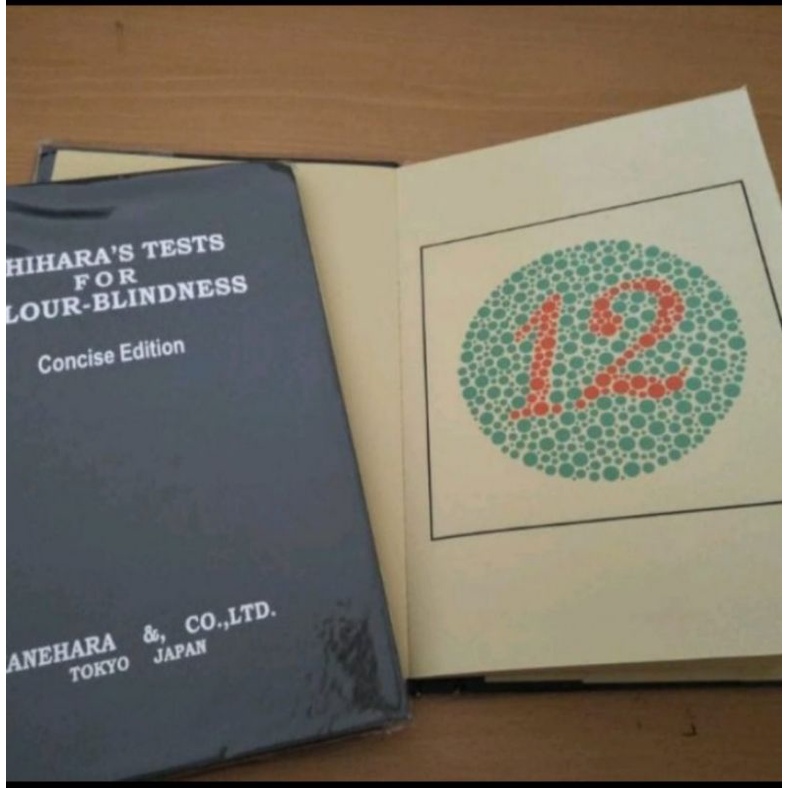 HIHARA'S TESTS
FOR
LOUR-BLINDNESS
Concise Edition
ANEHARA &, CO.,LTD.
TOKYO JAPAN
12